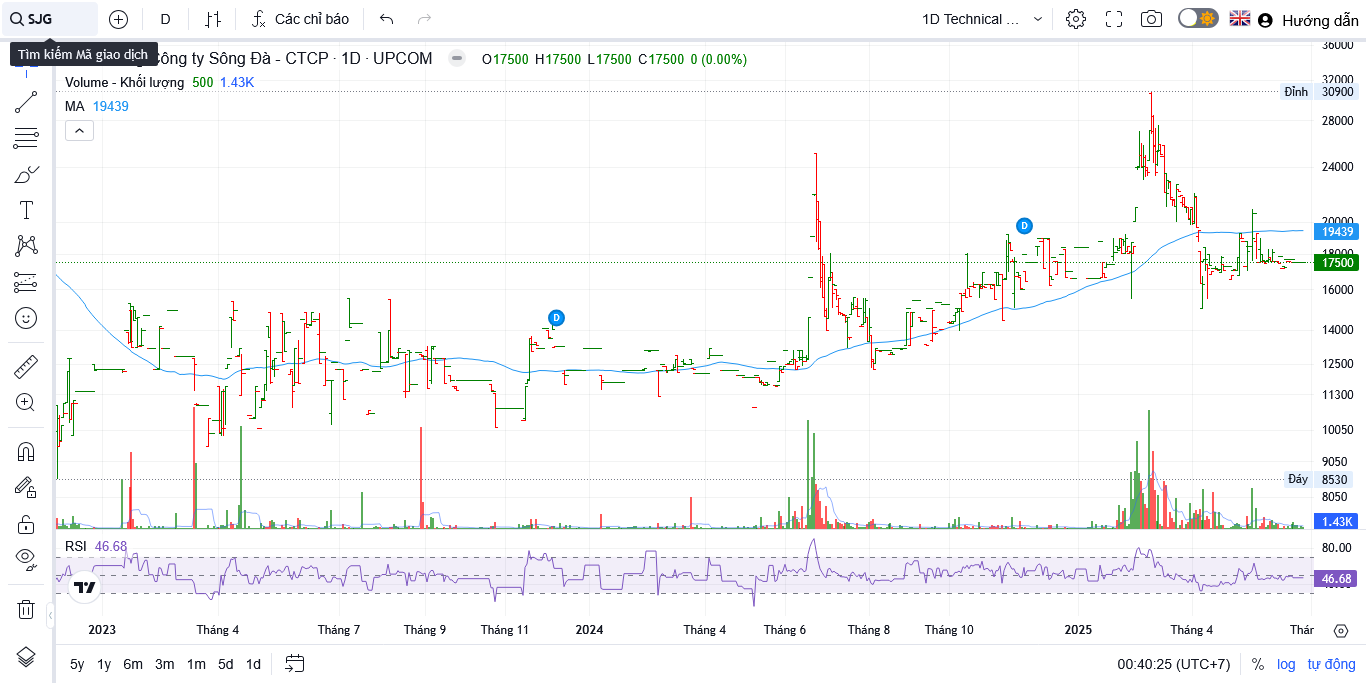 SJG
D
Các chỉ báo
1D Technical ...
Hướng dẫn
Tìm kiếm Mã giao dịch
Công ty Sông Đà - CTCP · 1D · UPCOM
O17500 H17500 L17500 C17500 0 (0.00%)
Volume - Khối lượng 500 1.43K
MA 19439
36000
32000
Đỉnh 30900
28000
24000
20000
19439
18000
17500
16000
14000
12500
11300
10050
9050
Đáy 8530
8050
1.43K
D
D
RSI 46.68
80.00
46.68
2023
Tháng 4
Tháng 7
Tháng 9
Tháng 11
2024
Tháng 4
Tháng 6
Tháng 8
Tháng 10
2025
Tháng 4
Thár
5y 1y 6m 3m 1m 5d 1d
00:40:25 (UTC+7)
% log tự động